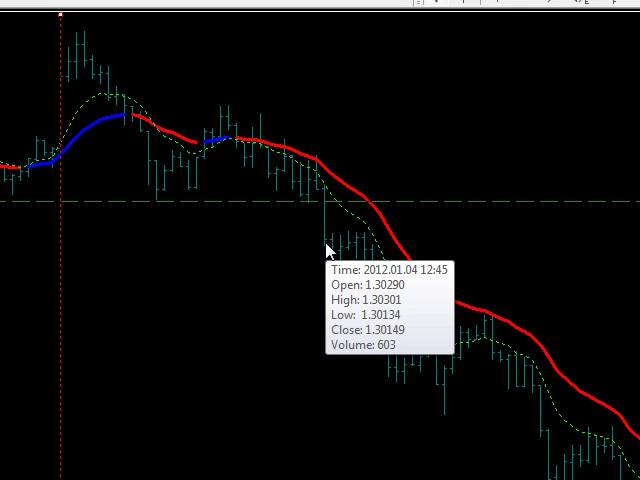 Time: 2012.01.04 12:45
Open: 1.30290
High: 1.30301
Low: 1.30134
Close: 1.30149
Volume: 603